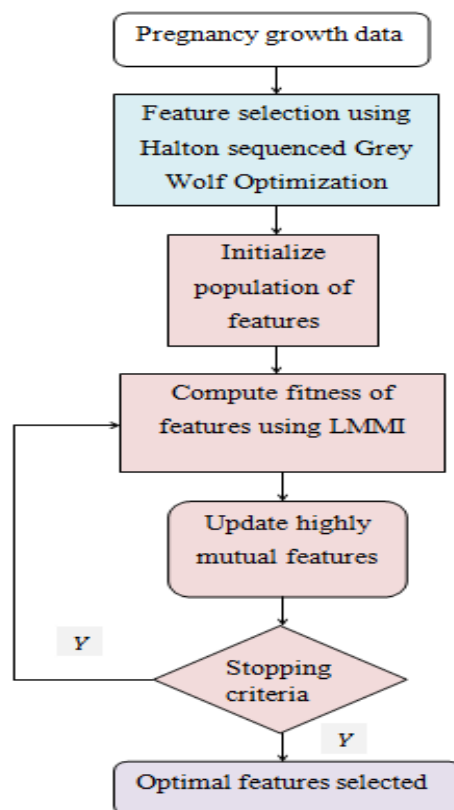 Pregnancy growth data
Feature selection using
Halton sequenced Grey
Wolf Optimization
Initialize
population of
features
Compute fitness of
features using LMMI
Update highly
mutual features
Y
Stopping
criteria
Y
Optimal features selected